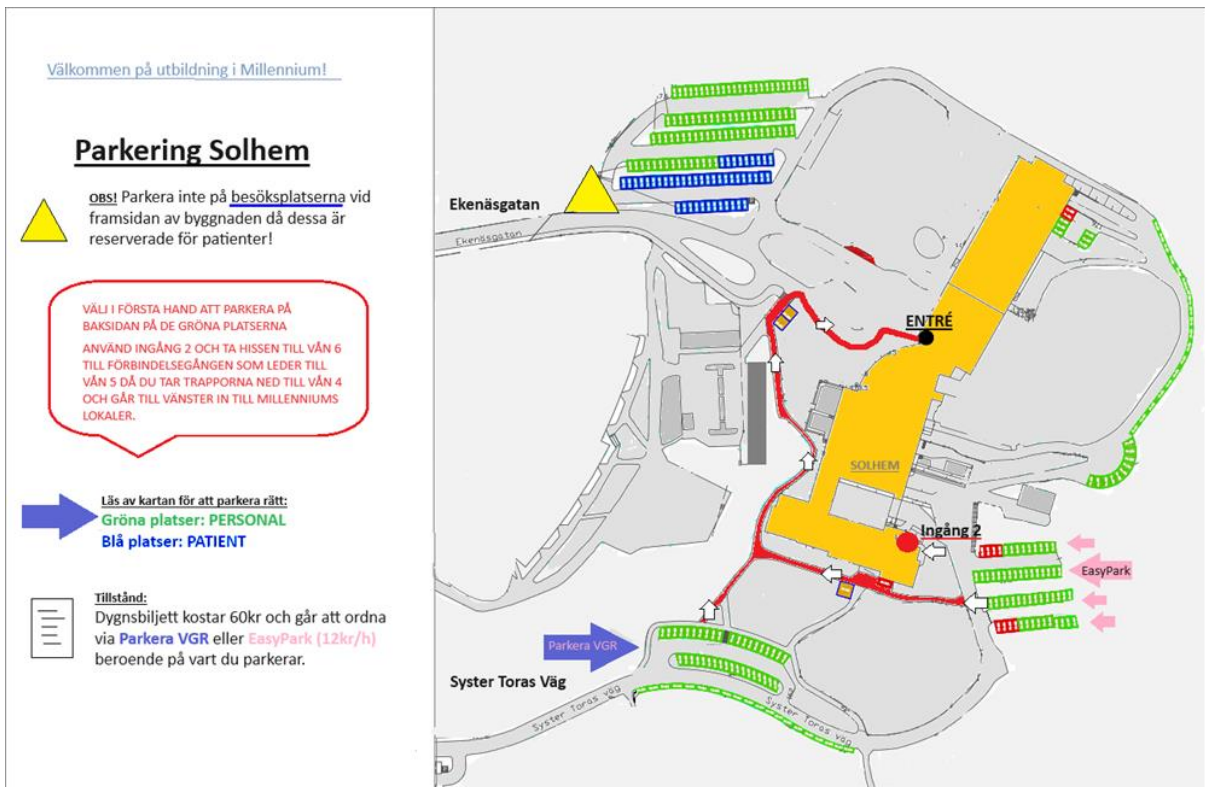 Välkommen på utbildning i Millennium!
Parkering Solhem
OBS! Parkera inte på besöksplatserna vid
framsidan av byggnaden då dessa är
reserverade för patienter!
VÄLJ I FÖRSTA HAND ATT PARKERA PÅ
BAKSIDAN PÅ DE GRÖNA PLATSERNA
ANVÄND INGÅNG 2 OCH TA HISSEN TILL VÅN 6
TILL FÖRBINDELSEGÅNGEN SOM LEDER TILL
VÅN 5 DÅ DU TAR TRAPPORNA NED TILL VÅN 4
OCH GÅR TILL VÄNSTER IN TILL MILLENNIUMS
LOKALER.
Läs av kartan för att parkera rätt:
Gröna platser: PERSONAL
Blå platser: PATIENT
Tillstånd:
Dygnsbiljett kostar 60kr och går att ordna
via Parkera VGR eller EasyPark (12kr/h)
beroende på vart du parkerar.
Ekenäsgatan
Ekenäsgatan
ENTRÉ
SOLHEM
Ingång 2
EasyPark
Parkera VGR
Syster Toras Väg
Syster Toras väg
Syster Toras väg